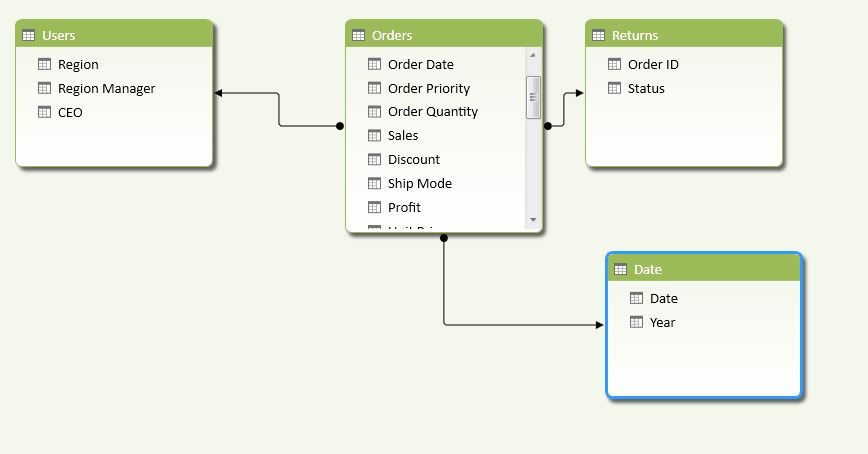 Users
Region
Region Manager
CEO
Orders
Order Date
Order Priority
Order Quantity
Sales
Discount
Ship Mode
Profit
Returns
Order ID
Status
Date
Date
Year